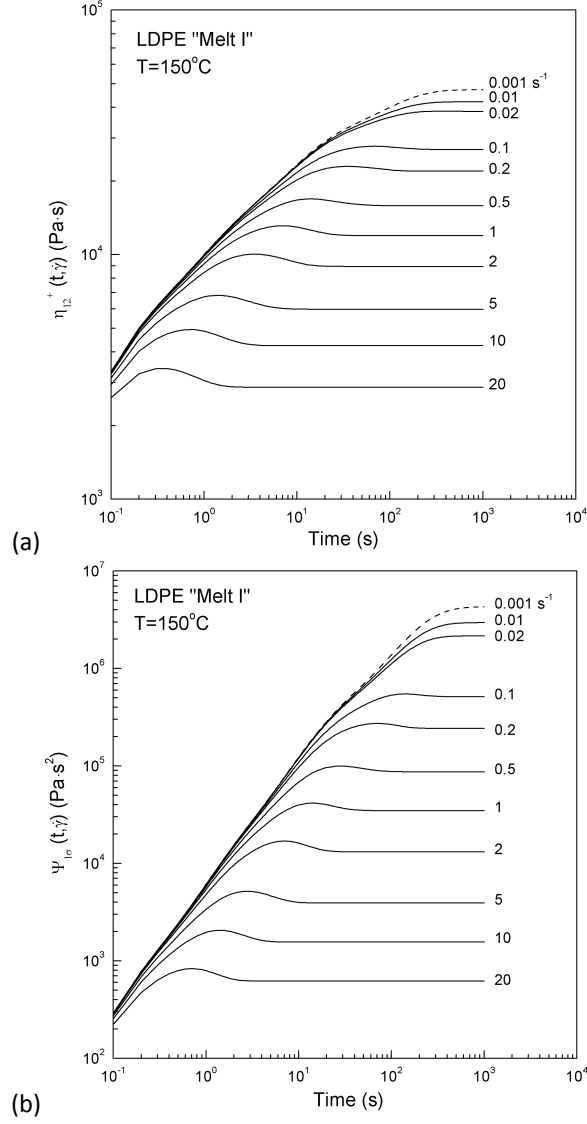 10⁵
LDPE "Melt I"
T=150°C
0.001 s⁻¹
0.01
0.02
0.1
0.2
0.5
10⁴
1
2
5
10
20
η₁₂⁺ (t,γ̇) (Pa·s)
10³
10⁻¹ 10⁰ 10¹ 10² 10³ 10⁴
Time (s)
(a)
10⁷
LDPE "Melt I"
T=150°C
0.001 s⁻¹
0.01
0.02
10⁶
0.1
0.2
10⁵
0.5
1
10⁴
2
5
10³
10
20
Ψ₁σ (t,γ̇) (Pa·s²)
10²
10⁻¹ 10⁰ 10¹ 10² 10³ 10⁴
Time (s)
(b)